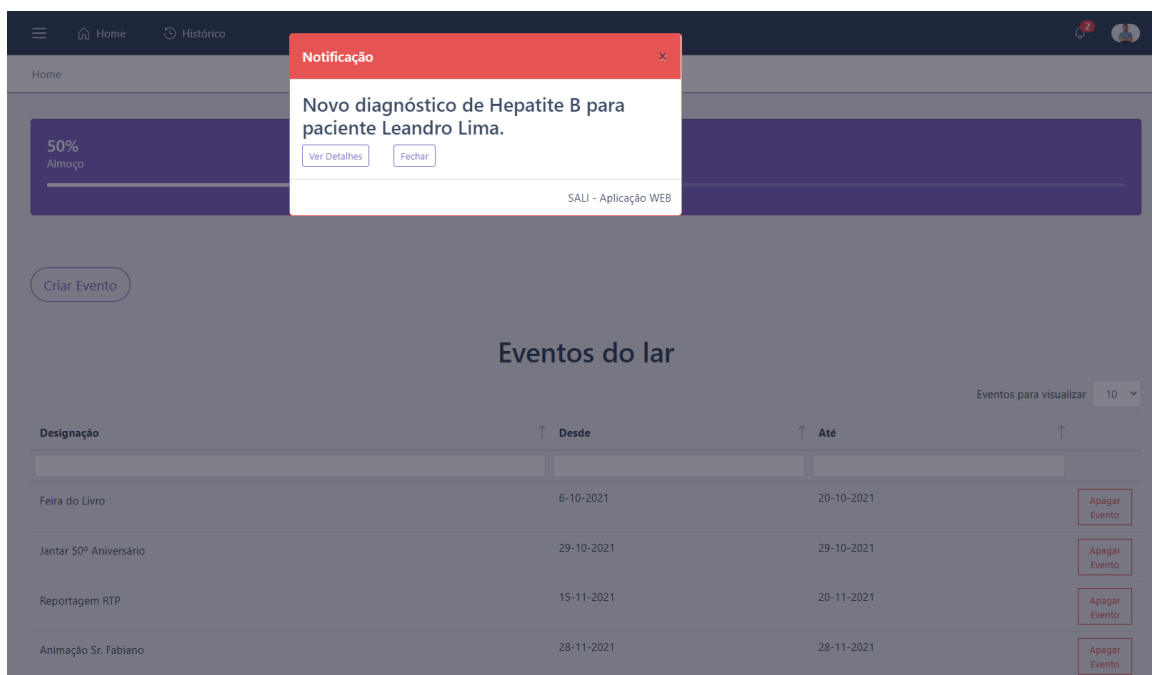 Home
Histórico
2
Home
Notificação
×
Novo diagnóstico de Hepatite B para
paciente Leandro Lima.
Ver Detalhes
Fechar
SALI - Aplicação WEB
50%
Almoço
Criar Evento
Eventos do lar
Eventos para visualizar 10
Designação Desde Até
Feira do Livro 6-10-2021 20-10-2021 Apagar
Evento
Jantar 50º Aniversário 29-10-2021 29-10-2021 Apagar
Evento
Reportagem RTP 15-11-2021 20-11-2021 Apagar
Evento
Animação Sr. Fabiano 28-11-2021 28-11-2021 Apagar
Evento